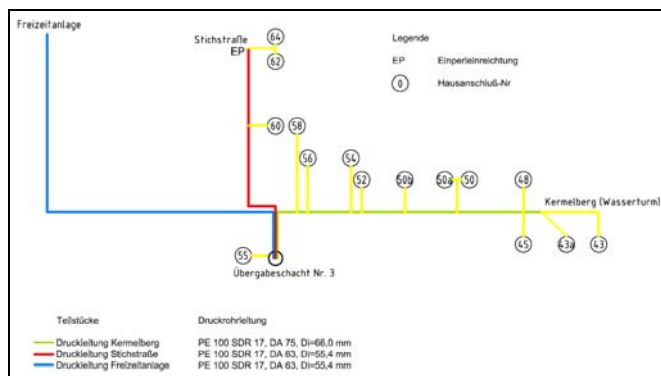 Freizeitanlage
Stichstraße
EP
64
62
Legende
EP Einperleinreichtung
0 Hausanschluß-Nr
60
58
56
54
52
50b
50a
50
48
Kermelberg (Wasserturm)
45
43a
43
55
Übergabeschacht Nr. 3
Teilstücke Druckrohrleitung
Druckleitung Kermelberg PE 100 SDR 17, DA 75, Di=66,0 mm
Druckleitung Stichstraße PE 100 SDR 17, DA 63, Di=55,4 mm
Druckleitung Freizeitanlage PE 100 SDR 17, DA 63, Di=55,4 mm